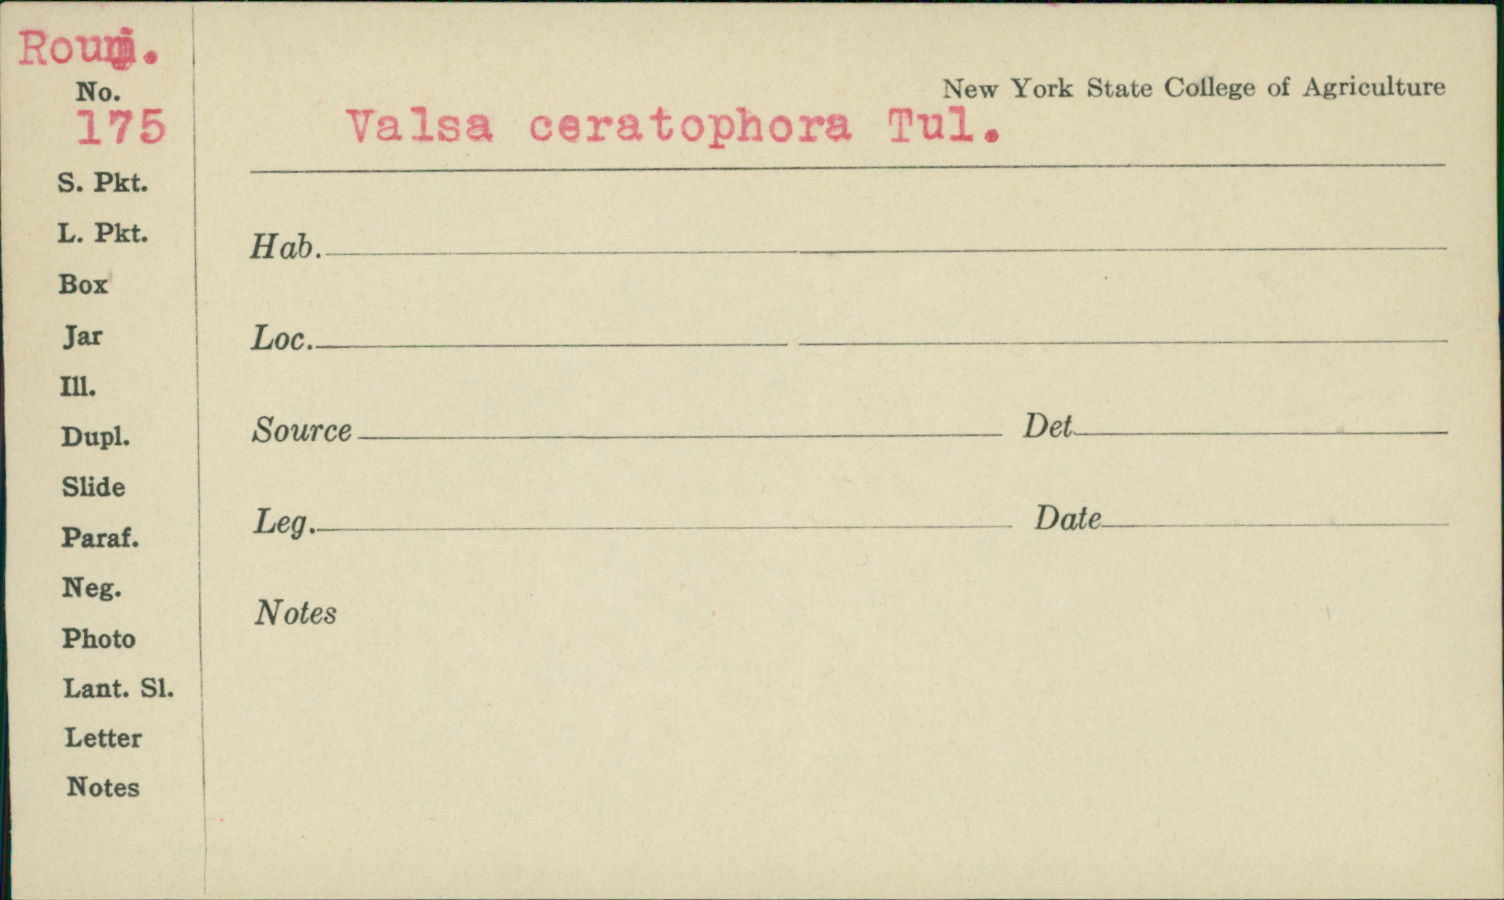 Roum.
No.
175
New York State College of Agriculture
Valsa ceratophora Tul.
S. Pkt.
L. Pkt.
Box
Jar
Ill.
Dupl.
Slide
Paraf.
Neg.
Photo
Lant. Sl.
Letter
Notes
Hab.
Loc.
Source Det.
Leg. Date
Notes